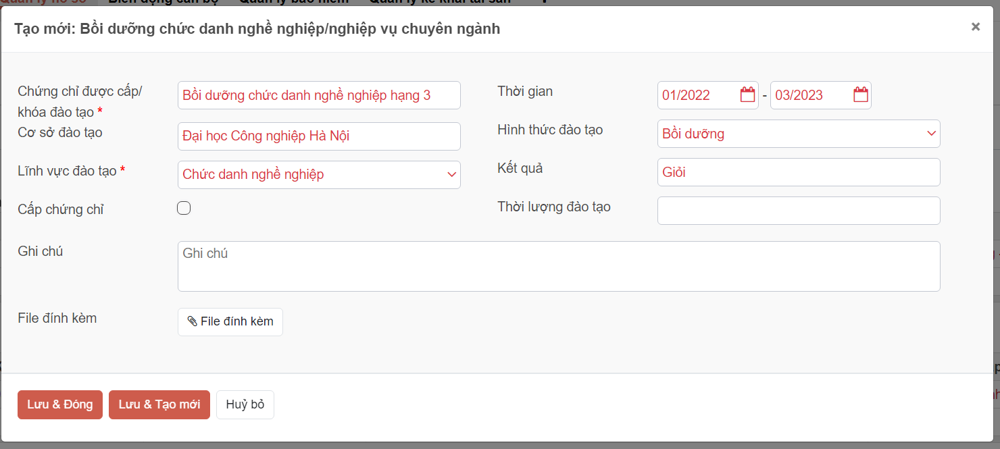 Tạo mới: Bồi dưỡng chức danh nghề nghiệp/nghiệp vụ chuyên ngành ×
Chứng chỉ được cấp/
khóa đào tạo *
Bồi dưỡng chức danh nghề nghiệp hạng 3
Thời gian
01/2022 - 03/2023
Cơ sở đào tạo
Đại học Công nghiệp Hà Nội
Hình thức đào tạo
Bồi dưỡng
Lĩnh vực đào tạo *
Chức danh nghề nghiệp
Kết quả
Giỏi
Cấp chứng chỉ
Thời lượng đào tạo
Ghi chú
Ghi chú
File đính kèm
File đính kèm
Lưu & Đóng
Lưu & Tạo mới
Huỷ bỏ